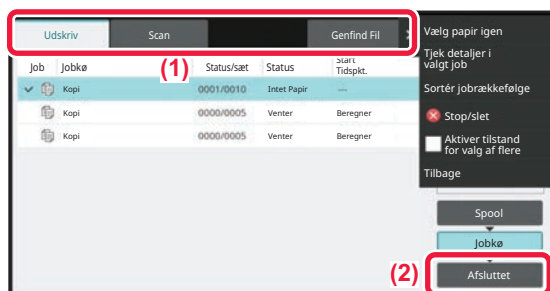 Udskriv Scan Genfind Fil
Vælg papir igen
Tjek detaljer i
valgt job
Sortér jobrækkefølge
Stop/slet
Aktiver tilstand
for valg af flere
Tilbage
(1)
Job Jobkø Status/sæt Status Start
Tidspkt.
Kopi 0001/0010 Intet Papir ---
Kopi 0000/0005 Venter Beregner
Kopi 0000/0005 Venter Beregner
Spool
Jobkø
(2) Afsluttet